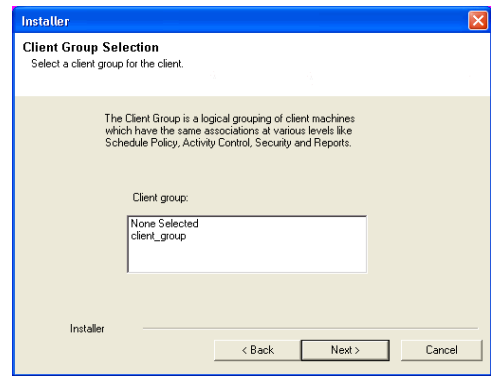 Installer
Client Group Selection
Select a client group for the client.
The Client Group is a logical grouping of client machines
which have the same associations at various levels like
Schedule Policy, Activity Control, Security and Reports.
Client group:
None Selected
client_group
Installer
< Back
Next >
Cancel